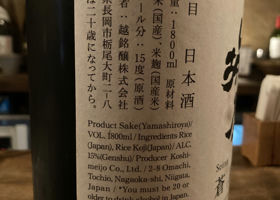 目 日本酒
量:1800ml 原材料
米(国産)、米麹(国産米)
ール分:15度(原酒)
者:越銘醸株式会社
県長岡市栃尾大町二-八
は二十歳になってから。
Product Sake(Yamashiroya)/
VOL. 1800ml / Ingredients Rice
(Japan), Rice Koji(Japan) / ALC.
15%(Genshu) / Producer Koshi-
meijo Co., Ltd. / 2-8 Omachi,
Tochio, Nagaoka-shi, Niigata,
Japan / *You must be 20 or
older to drink alcohol in Japan.
蒼